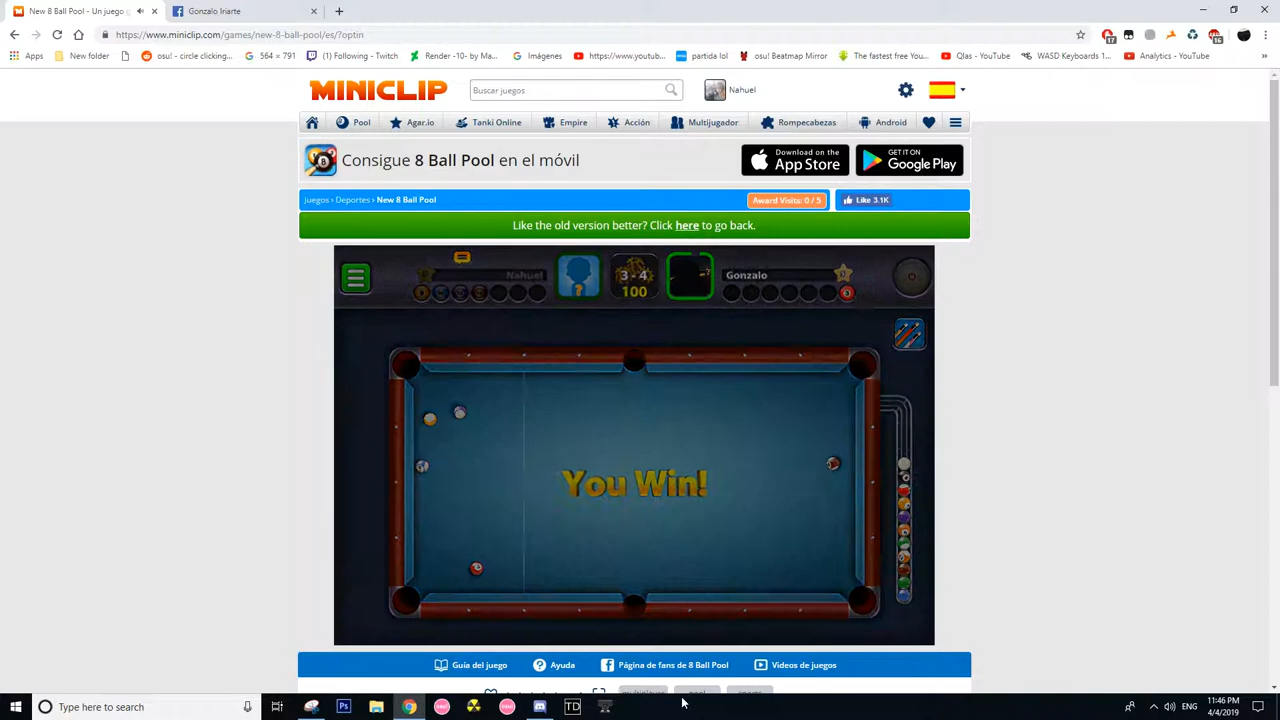 New 8 Ball Pool - Un juego g
Gonzalo Iriarte
https://www.miniclip.com/games/new-8-ball-pool/es/?optin
Apps
New folder
osu! - circle clicking...
564 × 791
(1) Following - Twitch
Render -10- by Ma...
Imágenes
https://www.youtub...
partida lol
osu! Beatmap Mirror
The fastest free You...
Qlas - YouTube
WASD Keyboards 1...
Analytics - YouTube
»
MINICLIP
Buscar juegos
Nahuel
Pool
Agar.io
Tanki Online
Empire
Acción
Multijugador
Rompecabezas
Android
Consigue 8 Ball Pool en el móvil
Download on the
App Store
GET IT ON
Google Play
Juegos › Deportes › New 8 Ball Pool
Award Visits: 0 / 5
Like 3.1K
Like the old version better? Click here to go back.
Nahuel
3 - 4
100
Gonzalo
You Win!
Guía del juego
Ayuda
Página de fans de 8 Ball Pool
Videos de juegos
multiplayer
pool
sports
Type here to search
Ps
TD
ENG
11:46 PM
4/4/2019